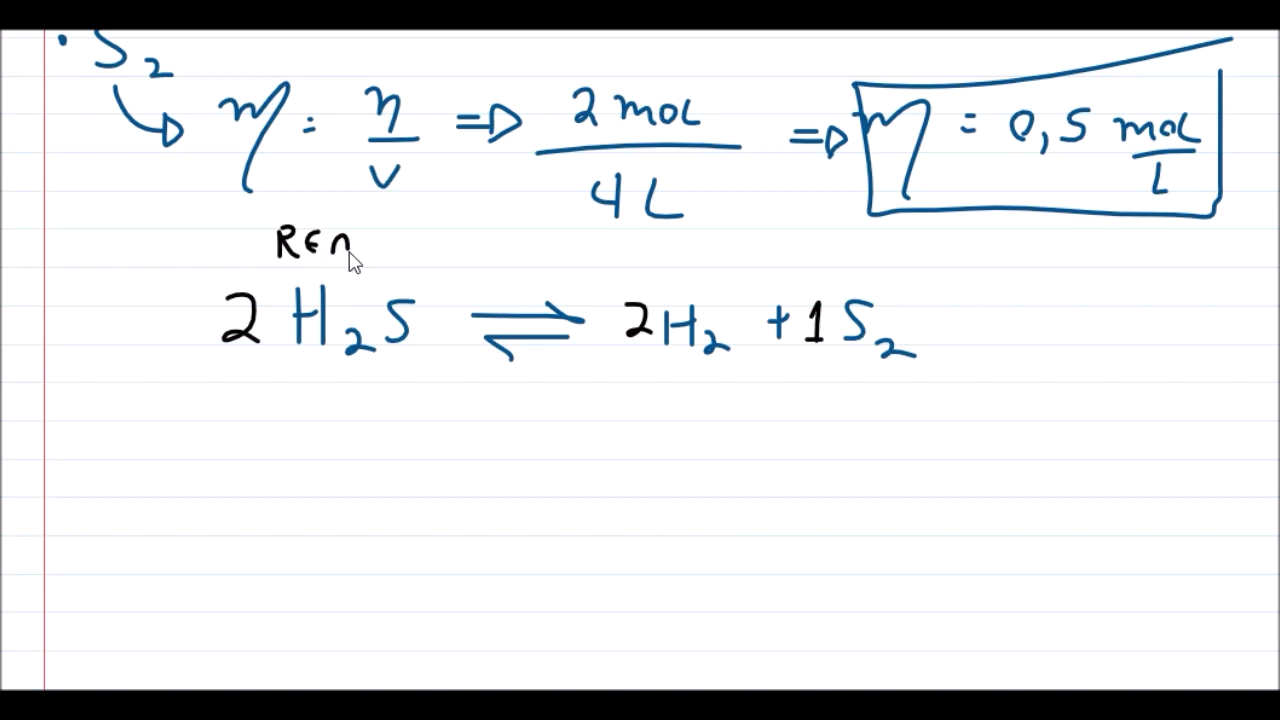 • S₂
m = n/v ⇒ 2 mol/4 L ⇒ m = 0,5 mol/L
REA
2 H₂S ⇌ 2H₂ + 1 S₂